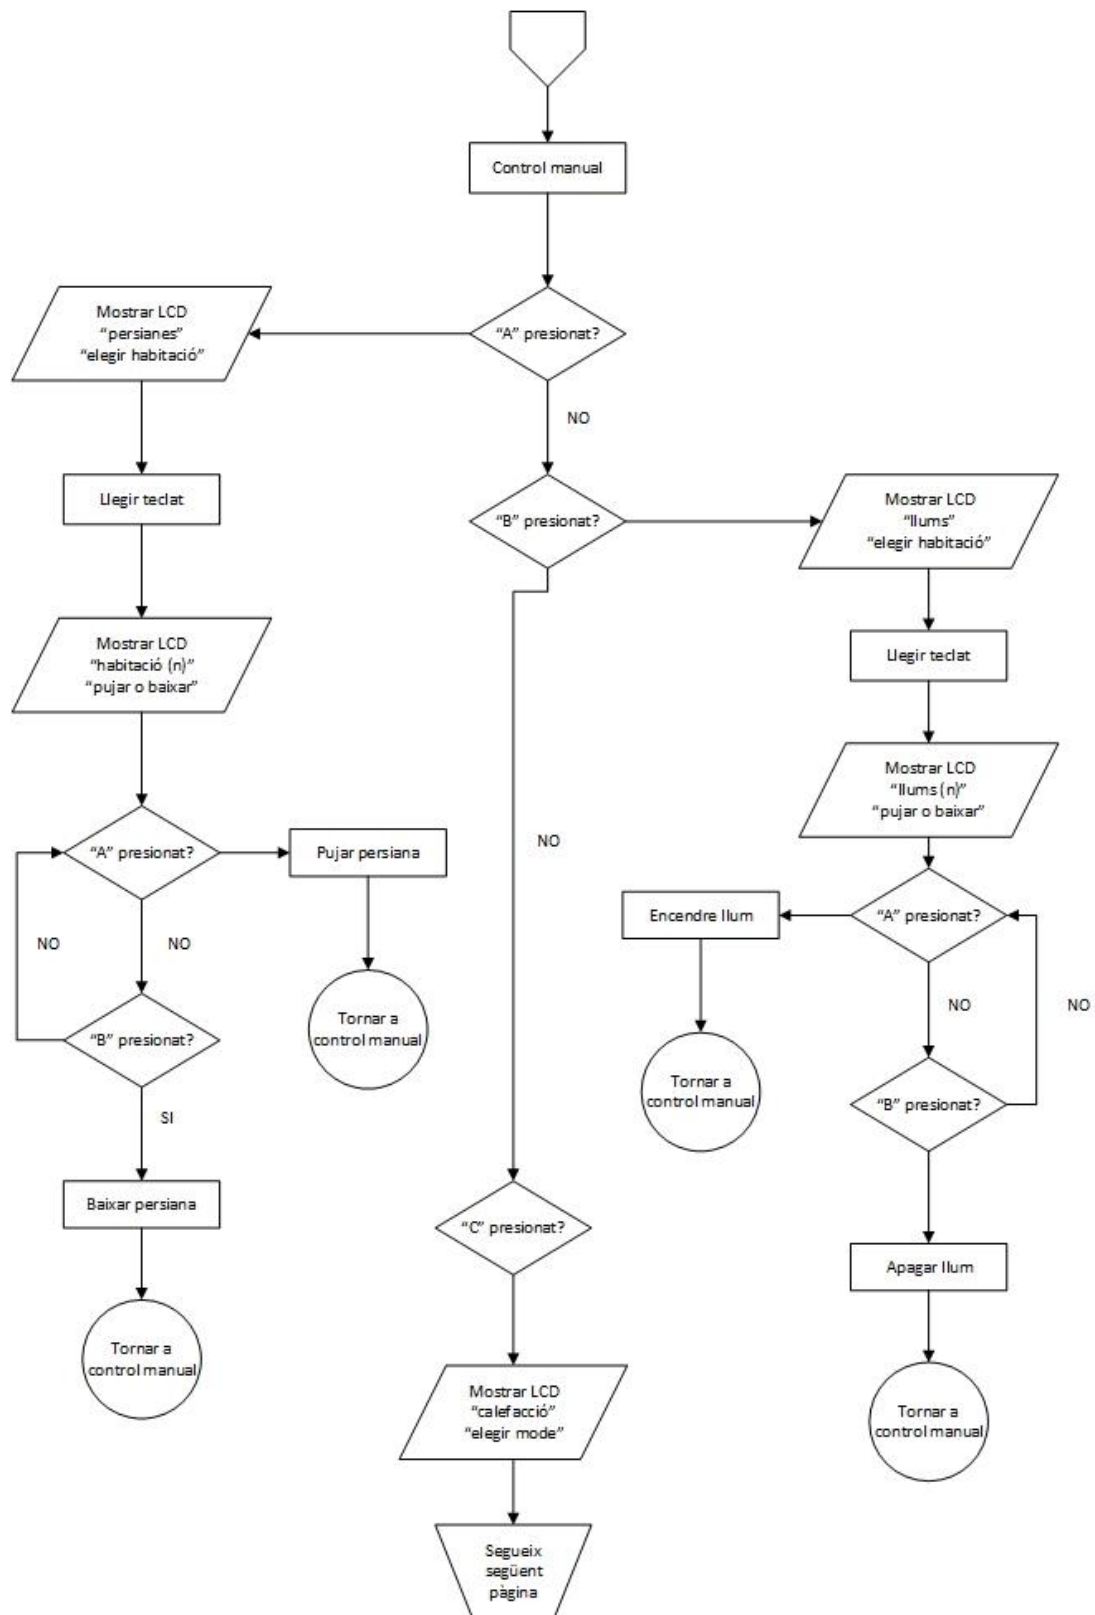 Control manual
"A" presionat?
Mostrar LCD
"persianes"
"elegir habitació"
NO
Llegir teclat
"B" presionat?
Mostrar LCD
"llums"
"elegir habitació"
Mostrar LCD
"habitació (n)"
"pujar o baixar"
Llegir teclat
Mostrar LCD
"llums (n)"
"pujar o baixar"
"A" presionat?
Pujar persiana
NO
Encendre llum
"A" presionat?
NO
NO
NO
NO
Tornar a
control manual
"B" presionat?
Tornar a
control manual
"B" presionat?
SI
Baixar persiana
"C" presionat?
Apagar llum
Tornar a
control manual
Mostrar LCD
"calefacció"
"elegir mode"
Tornar a
control manual
Segueix
següent
pàgina